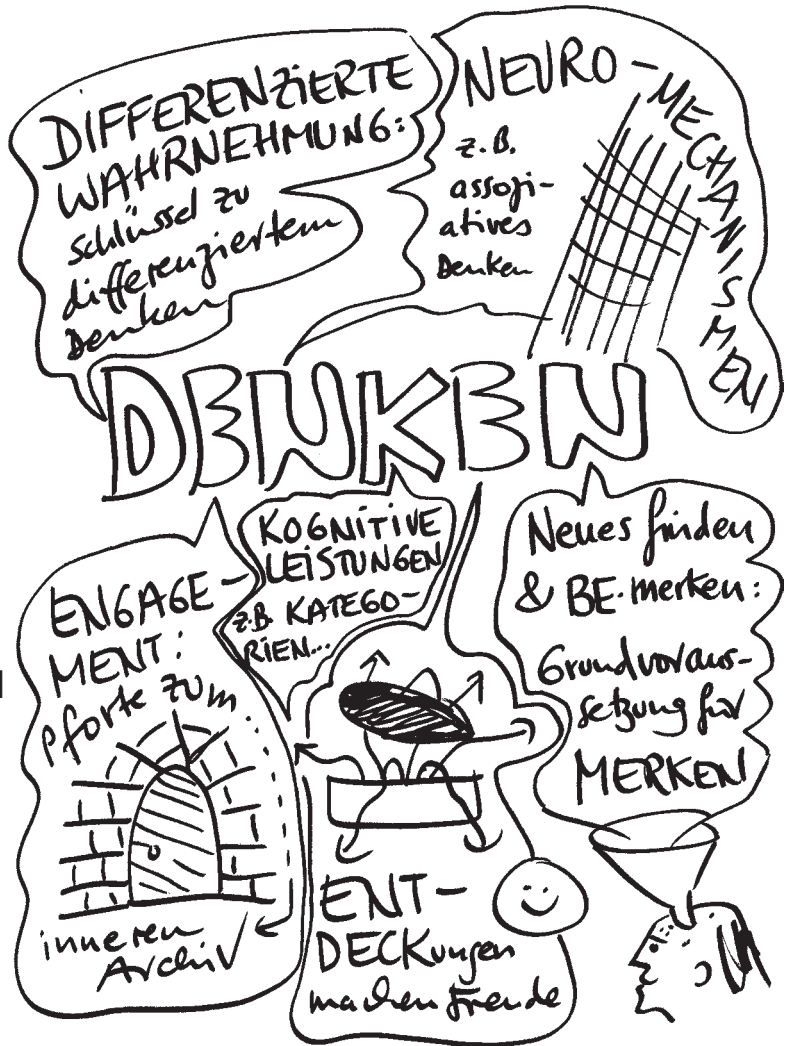 DIFFERENZIERTE
WAHRNEHMUNG:
Schlüssel zu
differenziertem
Denken
NEURO-MECHANISMEN
z.B.
assozi-
atives
Denken
DENKEN
ENGAGE-
MENT:
Pforte zum...
inneren
Archiv
KOGNITIVE
LEISTUNGEN
z.B. KATEGO-
RIEN...
ENT-
DECKungen
machen Freude
Neues finden
& BE-merken:
Grundvoraus-
setzung für
MERKEN